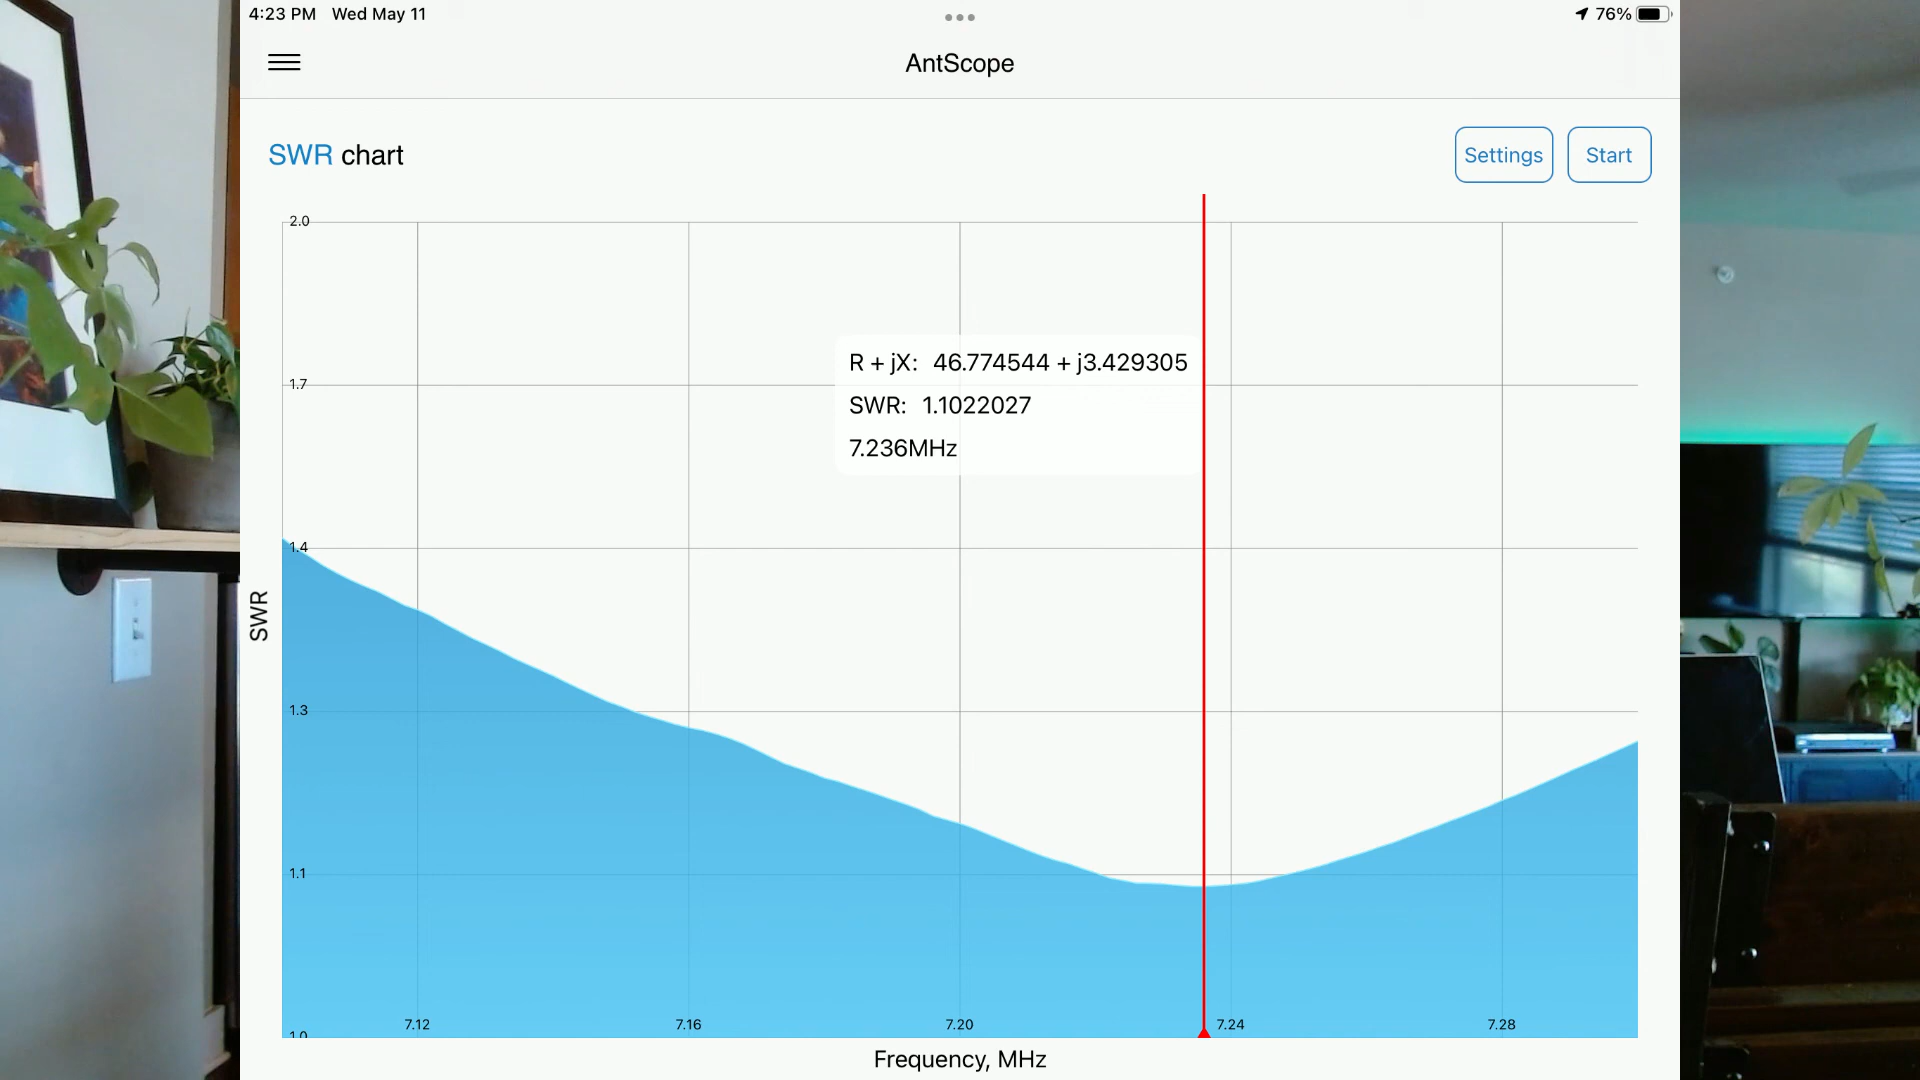 4:23 PM Wed May 11
76%
AntScope
SWR chart
Settings
Start
2.0
1.7
1.4
1.3
1.1
1.0
SWR
R + jX: 46.774544 + j3.429305
SWR: 1.1022027
7.236MHz
7.12
7.16
7.20
7.24
7.28
Frequency, MHz